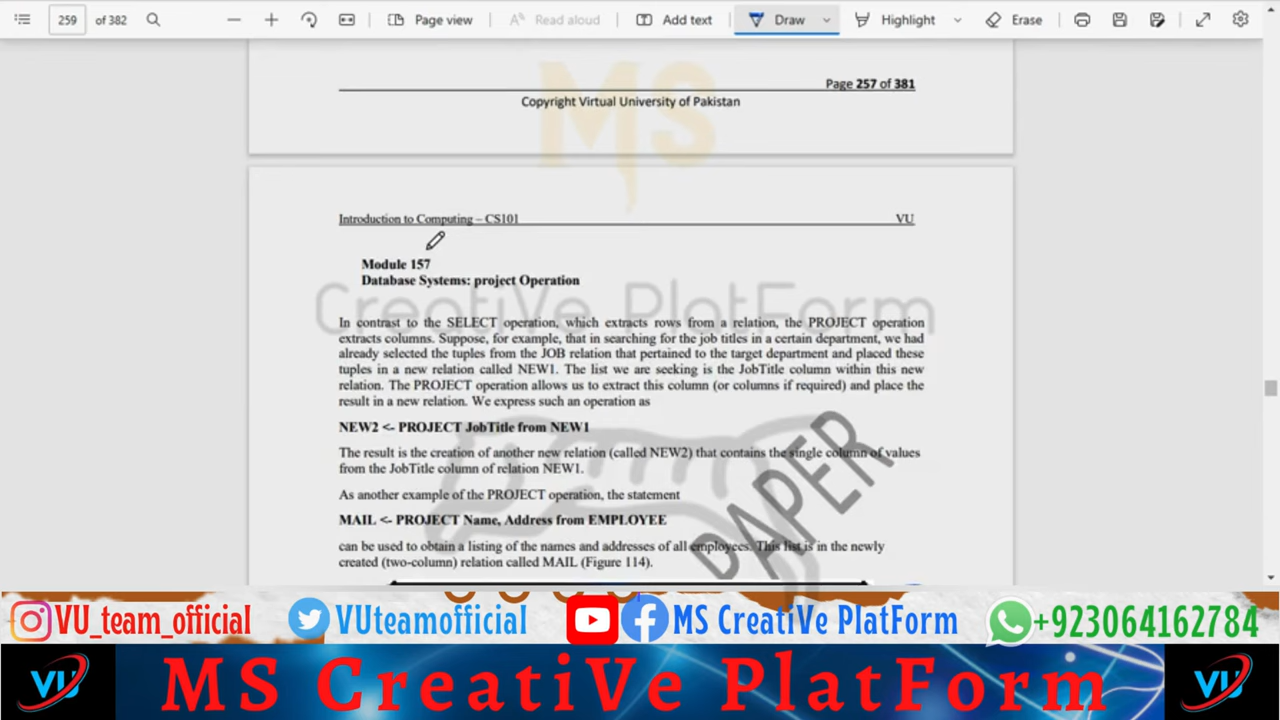 259 of 382
Page view
Read aloud
Add text
Draw
Highlight
Erase
MS
Page 257 of 381
Copyright Virtual University of Pakistan
Introduction to Computing – CS101 VU
Module 157
Database Systems: project Operation
CreatiVe PlatForm
In contrast to the SELECT operation, which extracts rows from a relation, the PROJECT operation
extracts columns. Suppose, for example, that in searching for the job titles in a certain department, we had
already selected the tuples from the JOB relation that pertained to the target department and placed these
tuples in a new relation called NEW1. The list we are seeking is the JobTitle column within this new
relation. The PROJECT operation allows us to extract this column (or columns if required) and place the
result in a new relation. We express such an operation as
NEW2 <- PROJECT JobTitle from NEW1
The result is the creation of another new relation (called NEW2) that contains the single column of values
from the JobTitle column of relation NEW1.
As another example of the PROJECT operation, the statement
MAIL <- PROJECT Name, Address from EMPLOYEE
can be used to obtain a listing of the names and addresses of all employees. This list is in the newly
created (two-column) relation called MAIL (Figure 114).
PAPER
VU_team_official
VUteamofficial
MS CreatiVe PlatForm
+923064162784
VU
MS CreatiVe PlatForm
VU